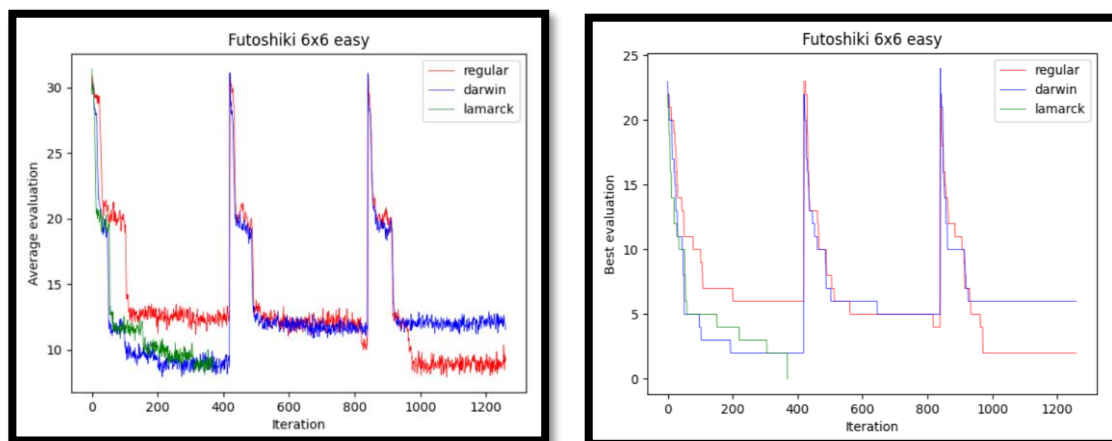 Futoshiki 6x6 easy
regular
darwin
lamarck
Average evaluation
30
25
20
15
10
0 200 400 600 800 1000 1200
Iteration
Futoshiki 6x6 easy
regular
darwin
lamarck
Best evaluation
25
20
15
10
5
0
0 200 400 600 800 1000 1200
Iteration